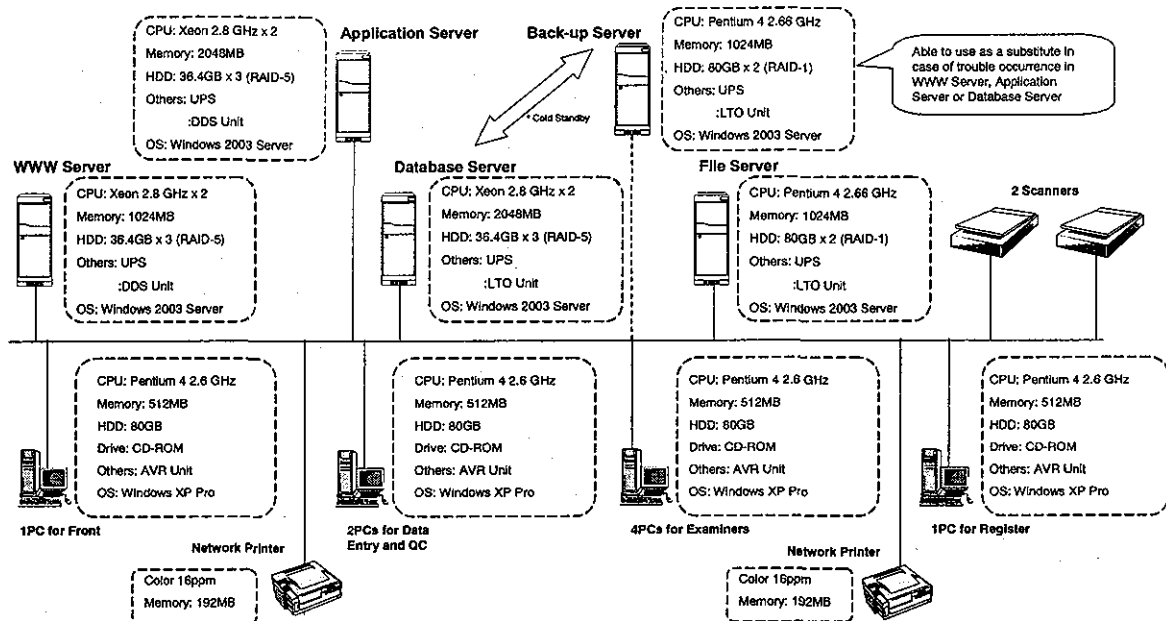 CPU: Xeon 2.8 GHz x 2
Memory: 2048MB
HDD: 36.4GB x 3 (RAID-5)
Others: UPS
:DDS Unit
OS: Windows 2003 Server
Application Server
Back-up Server
* Cold Standby
CPU: Pentium 4 2.66 GHz
Memory: 1024MB
HDD: 80GB x 2 (RAID-1)
Others: UPS
:LTO Unit
OS: Windows 2003 Server
Able to use as a substitute in
case of trouble occurrence in
WWW Server, Application
Server or Database Server
WWW Server
CPU: Xeon 2.8 GHz x 2
Memory: 1024MB
HDD: 36.4GB x 3 (RAID-5)
Others: UPS
:DDS Unit
OS: Windows 2003 Server
Database Server
CPU: Xeon 2.8 GHz x 2
Memory: 2048MB
HDD: 36.4GB x 3 (RAID-5)
Others: UPS
:LTO Unit
OS: Windows 2003 Server
File Server
CPU: Pentium 4 2.66 GHz
Memory: 1024MB
HDD: 80GB x 2 (RAID-1)
Others: UPS
:LTO Unit
OS: Windows 2003 Server
2 Scanners
CPU: Pentium 4 2.6 GHz
Memory: 512MB
HDD: 80GB
Drive: CD-ROM
Others: AVR Unit
OS: Windows XP Pro
1PC for Front
CPU: Pentium 4 2.6 GHz
Memory: 512MB
HDD: 80GB
Drive: CD-ROM
Others: AVR Unit
OS: Windows XP Pro
2PCs for Data
Entry and QC
CPU: Pentium 4 2.6 GHz
Memory: 512MB
HDD: 80GB
Drive: CD-ROM
Others: AVR Unit
OS: Windows XP Pro
4PCs for Examiners
CPU: Pentium 4 2.6 GHz
Memory: 512MB
HDD: 80GB
Drive: CD-ROM
Others: AVR Unit
OS: Windows XP Pro
1PC for Register
Network Printer
Color 16ppm
Memory: 192MB
Network Printer
Color 16ppm
Memory: 192MB